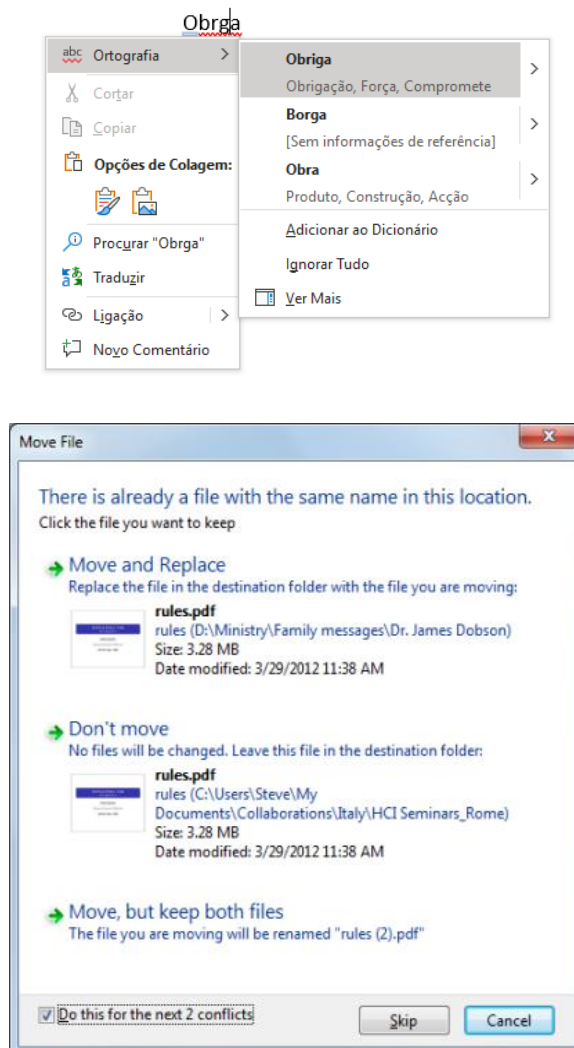 Obrga
abc Ortografia >
Cortar
Copiar
Opções de Colagem:
Procurar "Obrga"
Traduzir
Ligação >
Novo Comentário
Obriga >
Obrigação, Força, Compromete
Borga >
[Sem informações de referência]
Obra >
Produto, Construção, Acção
Adicionar ao Dicionário
Ignorar Tudo
Ver Mais
Move File
There is already a file with the same name in this location.
Click the file you want to keep
Move and Replace
Replace the file in the destination folder with the file you are moving:
rules.pdf
rules (D:\Ministry\Family messages\Dr. James Dobson)
Size: 3.28 MB
Date modified: 3/29/2012 11:38 AM
Don't move
No files will be changed. Leave this file in the destination folder:
rules.pdf
rules (C:\Users\Steve\My
Documents\Collaborations\Italy\HCI Seminars_Rome)
Size: 3.28 MB
Date modified: 3/29/2012 11:38 AM
Move, but keep both files
The file you are moving will be renamed "rules (2).pdf"
Do this for the next 2 conflicts
Skip
Cancel